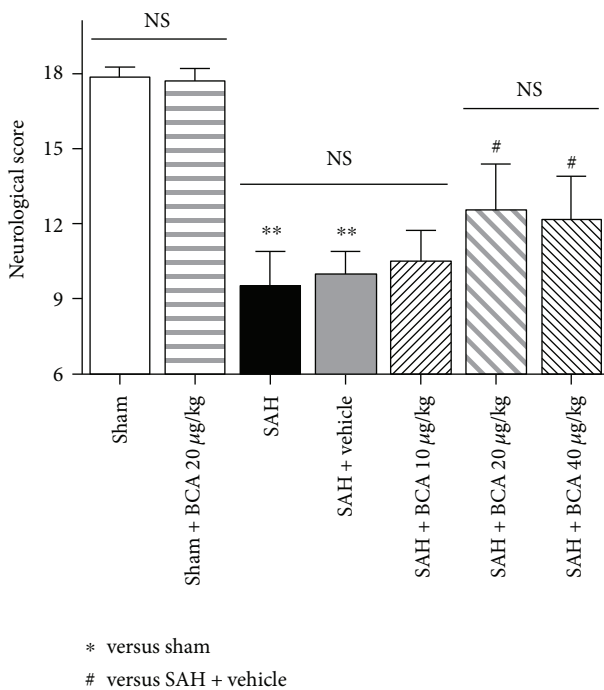 NS
NS
NS
Neurological score
18
15
12
9
6
**
**
#
#
Sham
Sham + BCA 20 μg/kg
SAH
SAH + vehicle
SAH + BCA 10 μg/kg
SAH + BCA 20 μg/kg
SAH + BCA 40 μg/kg
* versus sham
# versus SAH + vehicle